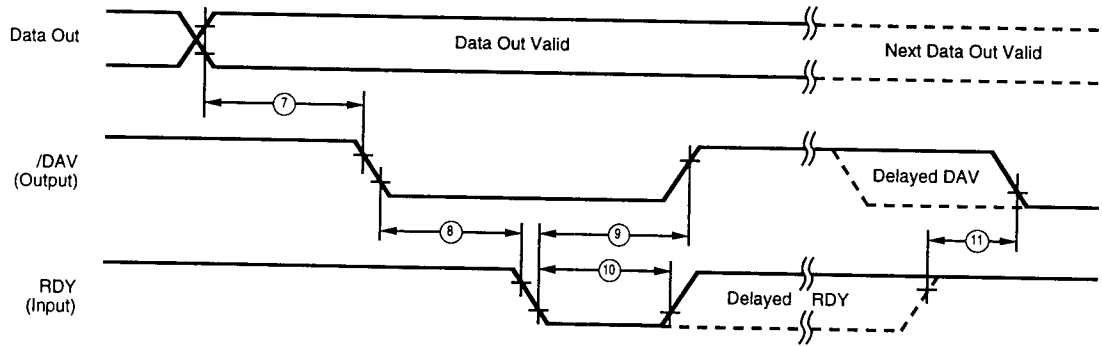 Data Out
Data Out Valid
Next Data Out Valid
7
/DAV
(Output)
Delayed DAV
8
9
11
10
RDY
(Input)
Delayed RDY